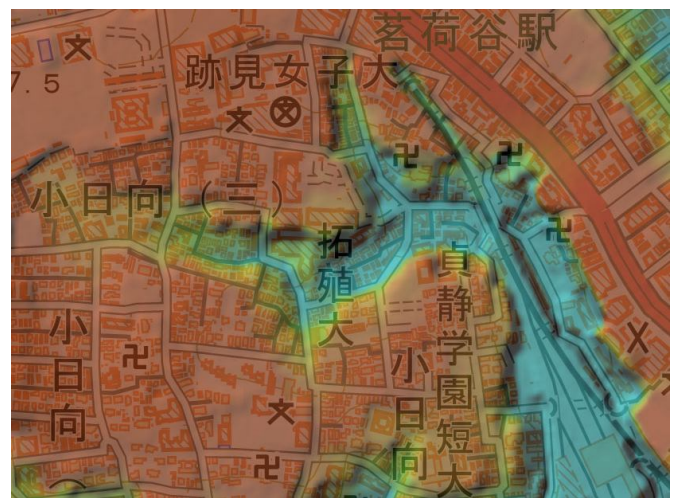 茗荷谷駅
跡見女子大
7.5
小日向（三）
拓殖大
貞静学園短大
小日向
小日向